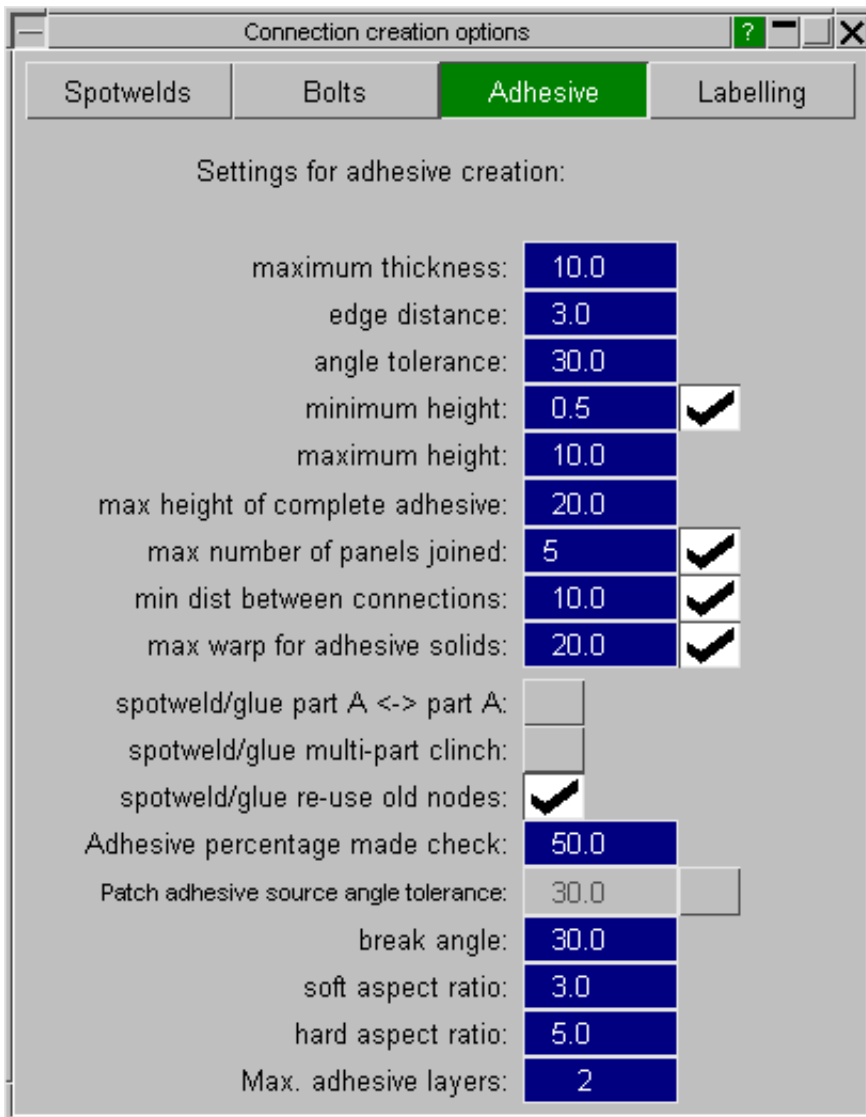 Connection creation options ?
Spotwelds Bolts Adhesive Labelling
Settings for adhesive creation:
maximum thickness: 10.0
edge distance: 3.0
angle tolerance: 30.0
minimum height: 0.5
maximum height: 10.0
max height of complete adhesive: 20.0
max number of panels joined: 5
min dist between connections: 10.0
max warp for adhesive solids: 20.0
spotweld/glue part A <-> part A:
spotweld/glue multi-part clinch:
spotweld/glue re-use old nodes:
Adhesive percentage made check: 50.0
Patch adhesive source angle tolerance: 30.0
break angle: 30.0
soft aspect ratio: 3.0
hard aspect ratio: 5.0
Max. adhesive layers: 2